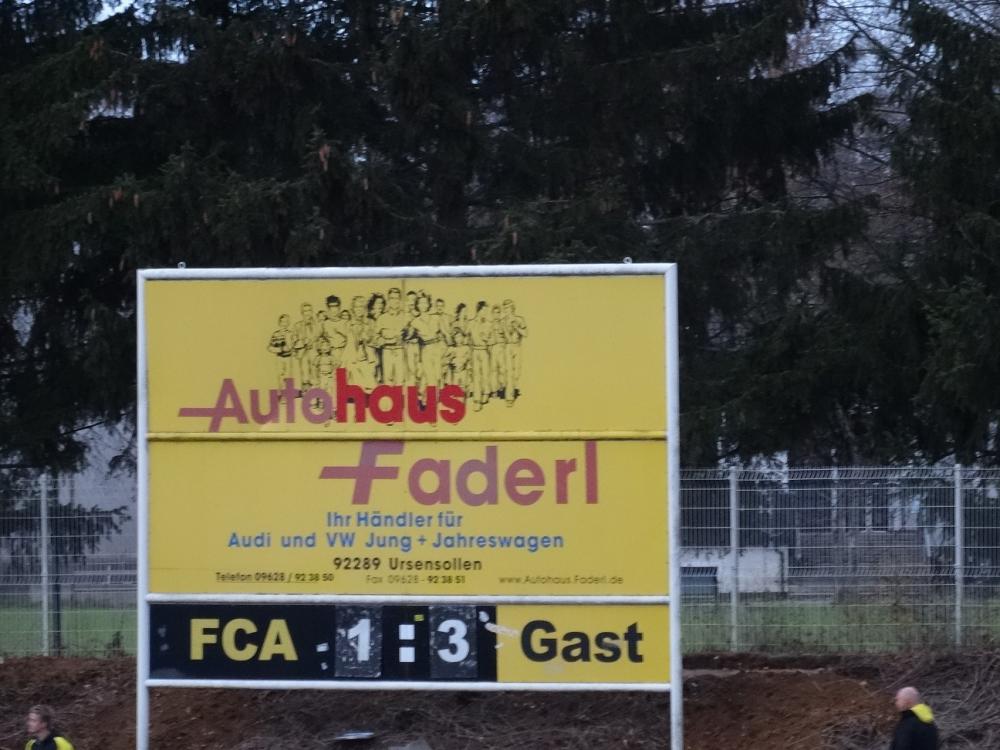 Autohaus
Faderl
Ihr Händler für
Audi und VW Jung + Jahreswagen
92289 Ursensollen
Telefon 09628 / 92 38 50 Fax 09628 - 92 38 51 www.Autohaus.Faderl.de
FCA 1 : 3 Gast